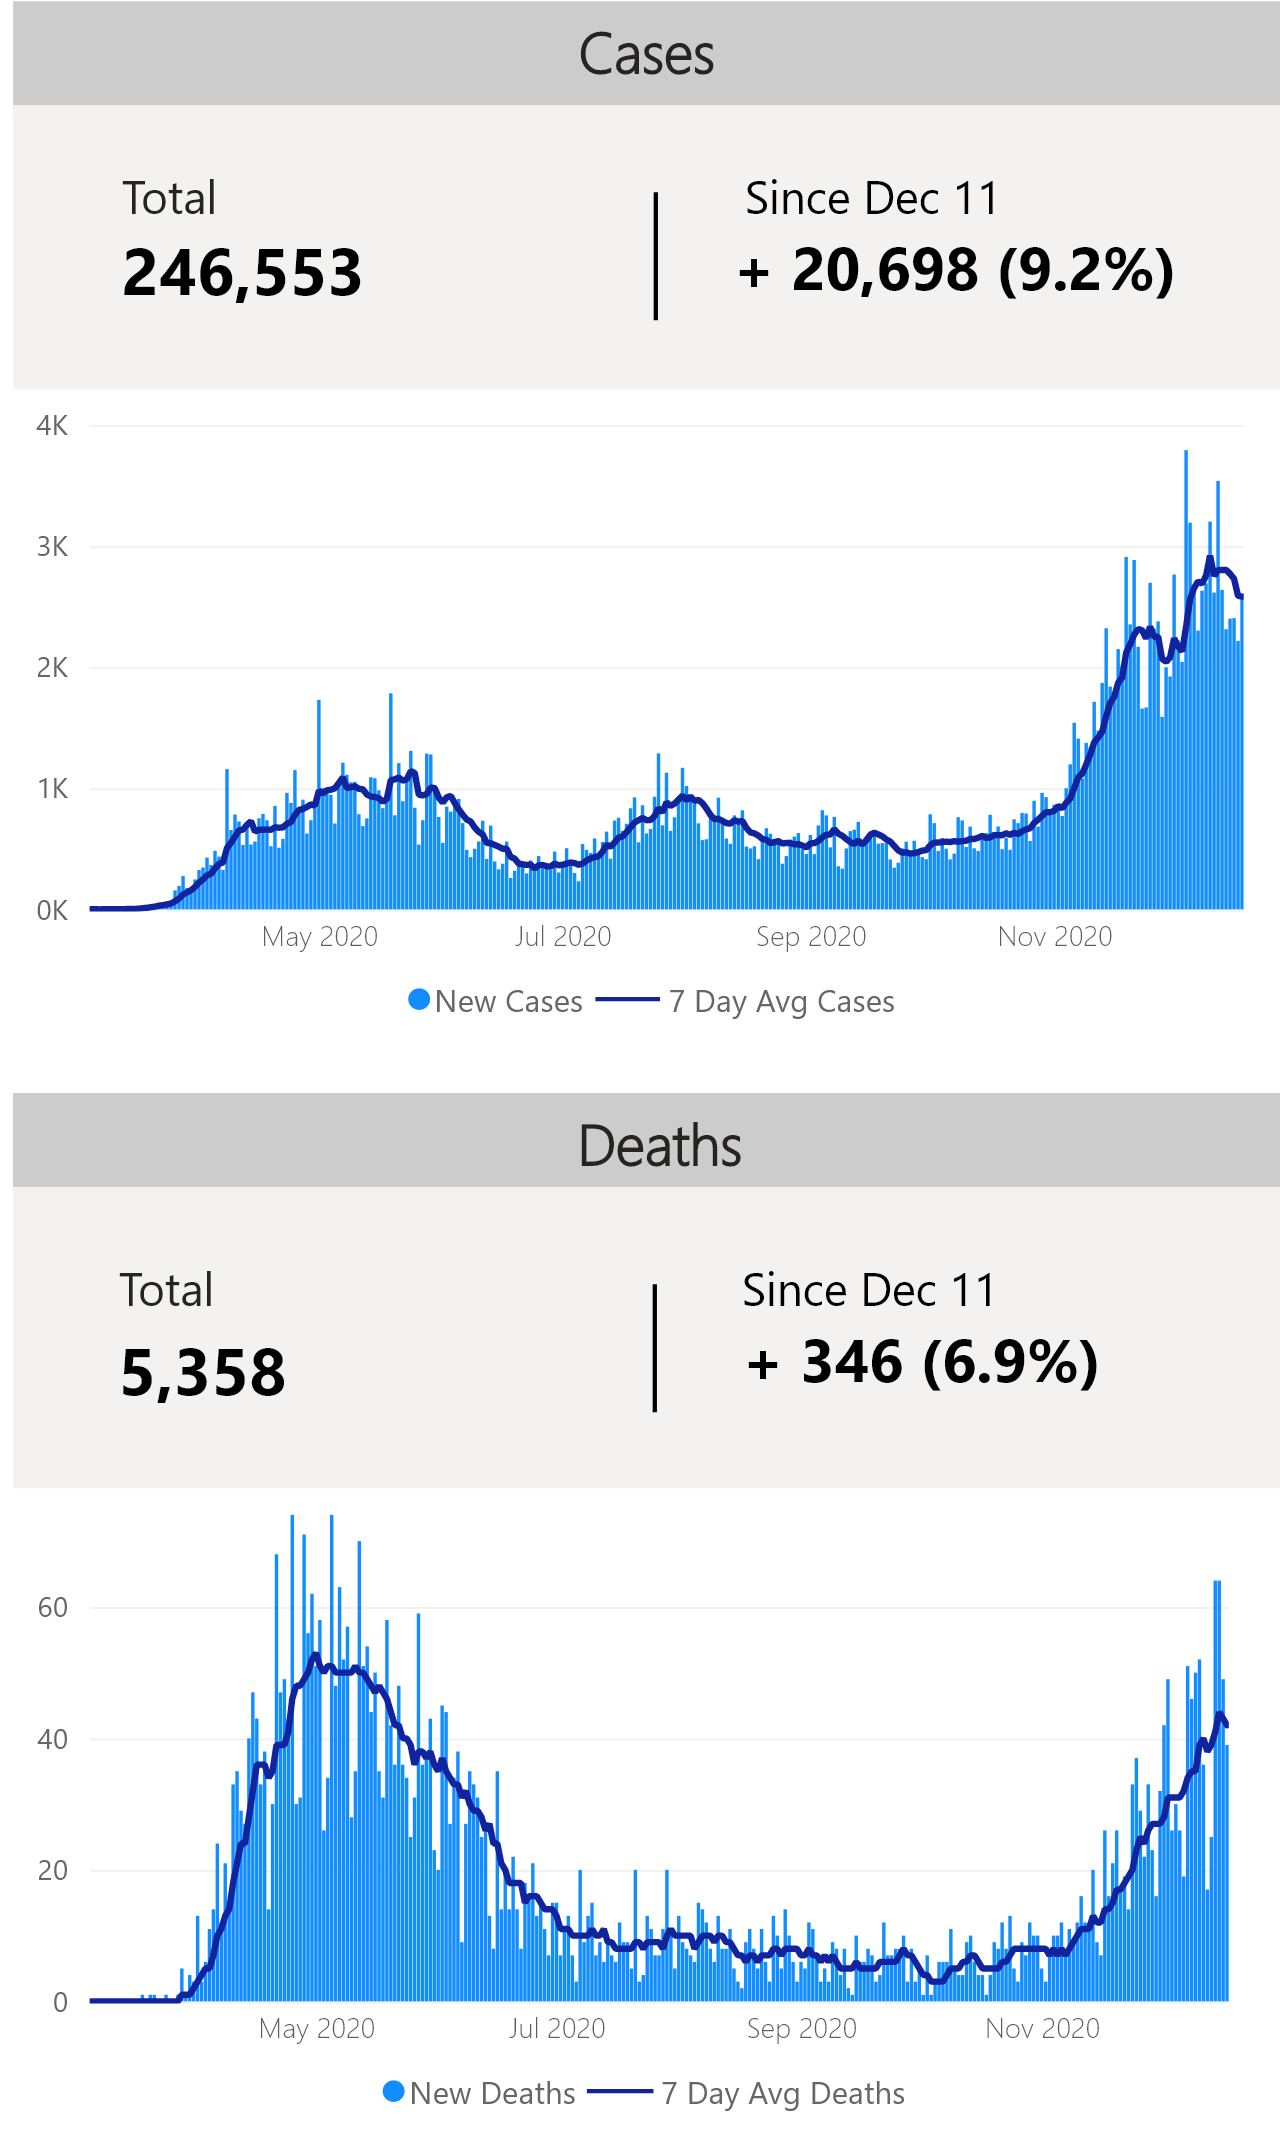 Cases
Total
Since Dec 11
246,553
+ 20,698 (9.2%)
4K
3K
2K
1K
0K
May 2020
Jul 2020
Sep 2020
Nov 2020
New Cases
7 Day Avg Cases
Deaths
Total
Since Dec 11
5,358
+ 346 (6.9%)
60
40
20
0
May 2020
Jul 2020
Sep 2020
Nov 2020
New Deaths
7 Day Avg Deaths